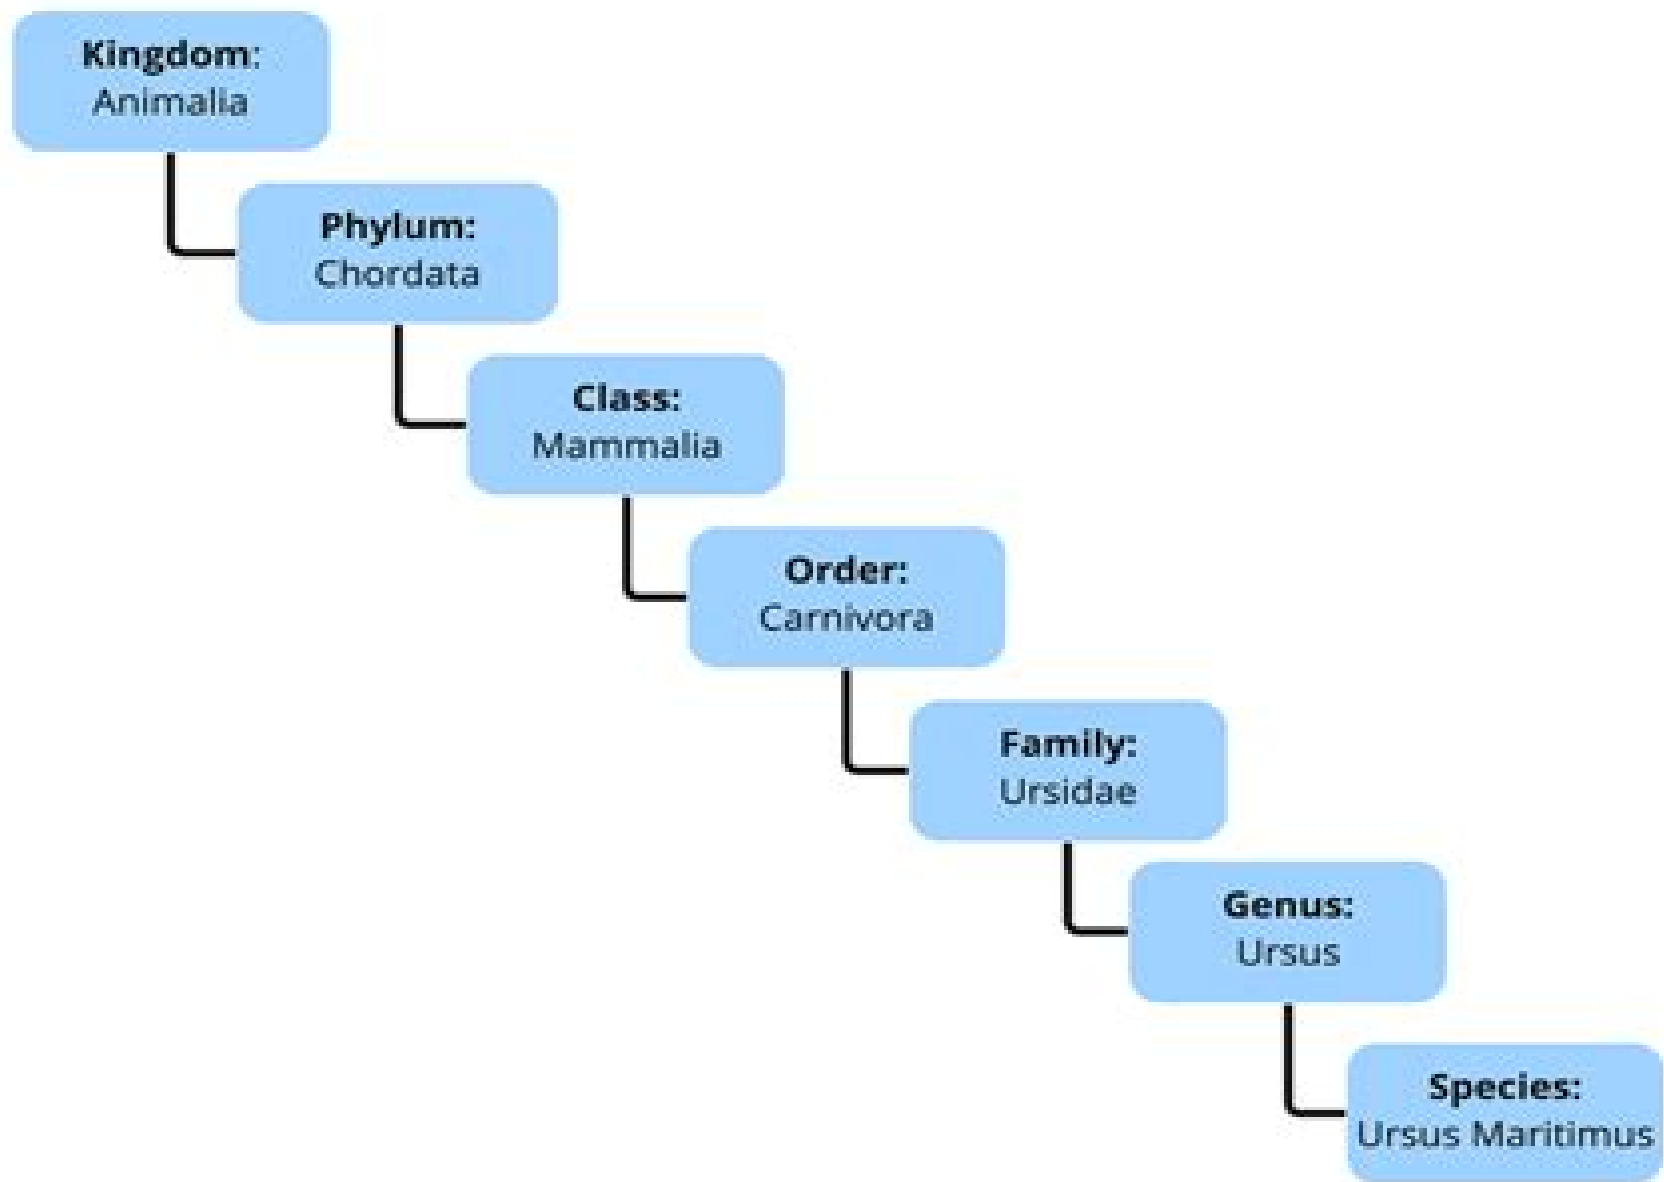 Kingdom:
Animalia
Phylum:
Chordata
Class:
Mammalia
Order:
Carnivora
Family:
Ursidae
Genus:
Ursus
Species:
Ursus Maritimus